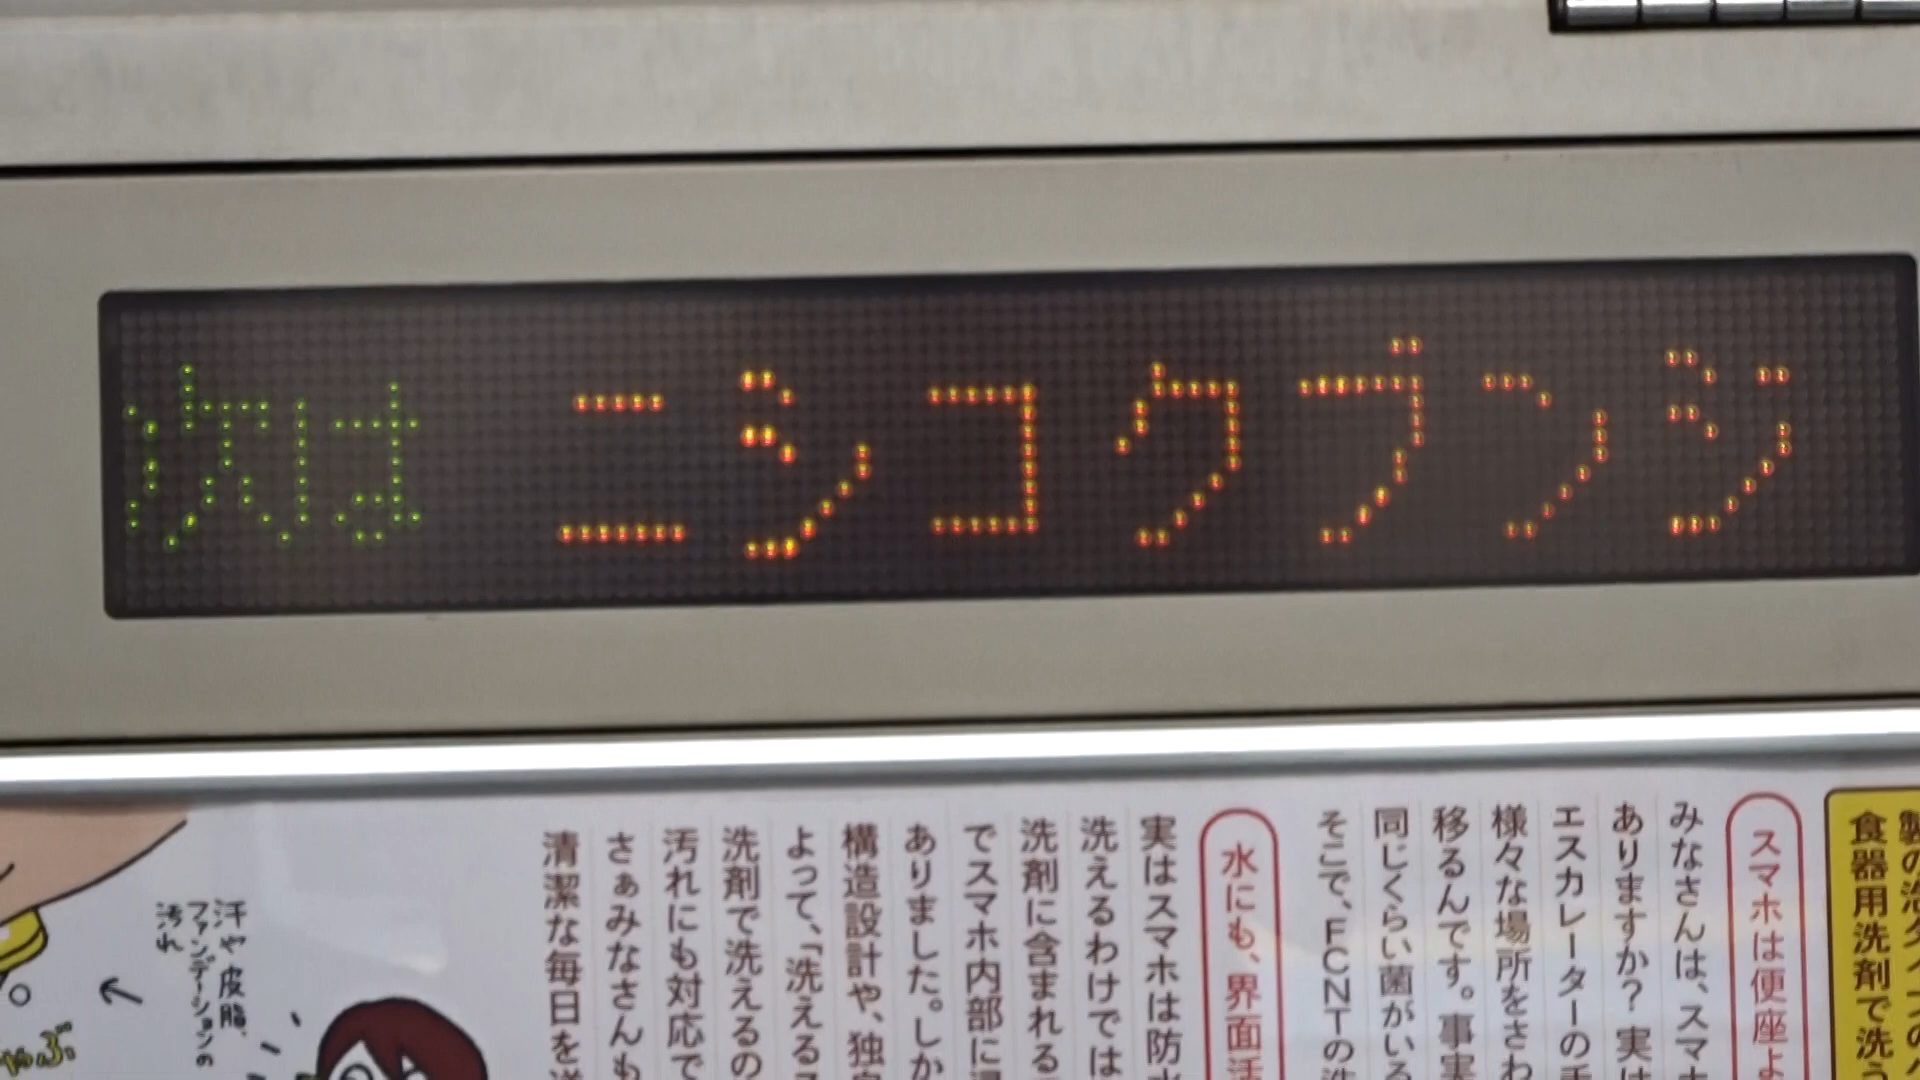 次は ニシコクブンジ
食器用洗剤で洗う
スマホは便座よ
みなさんは、スマホ
ありますか? 実は
エスカレーターの手
様々な場所をさわ
移るんです。事実
同じくらい菌がいる
そこで、FCNTの洗
水にも、界面活
実はスマホは防水
洗えるわけでは
洗剤に含まれる
でスマホ内部に浸
ありました。しか
構造設計や、独自
よって、「洗えるス
洗剤で洗えるの
汚れにも対応で
さぁみなさんも
清潔な毎日を送
汗や皮脂、
ファンデーションの
汚れ